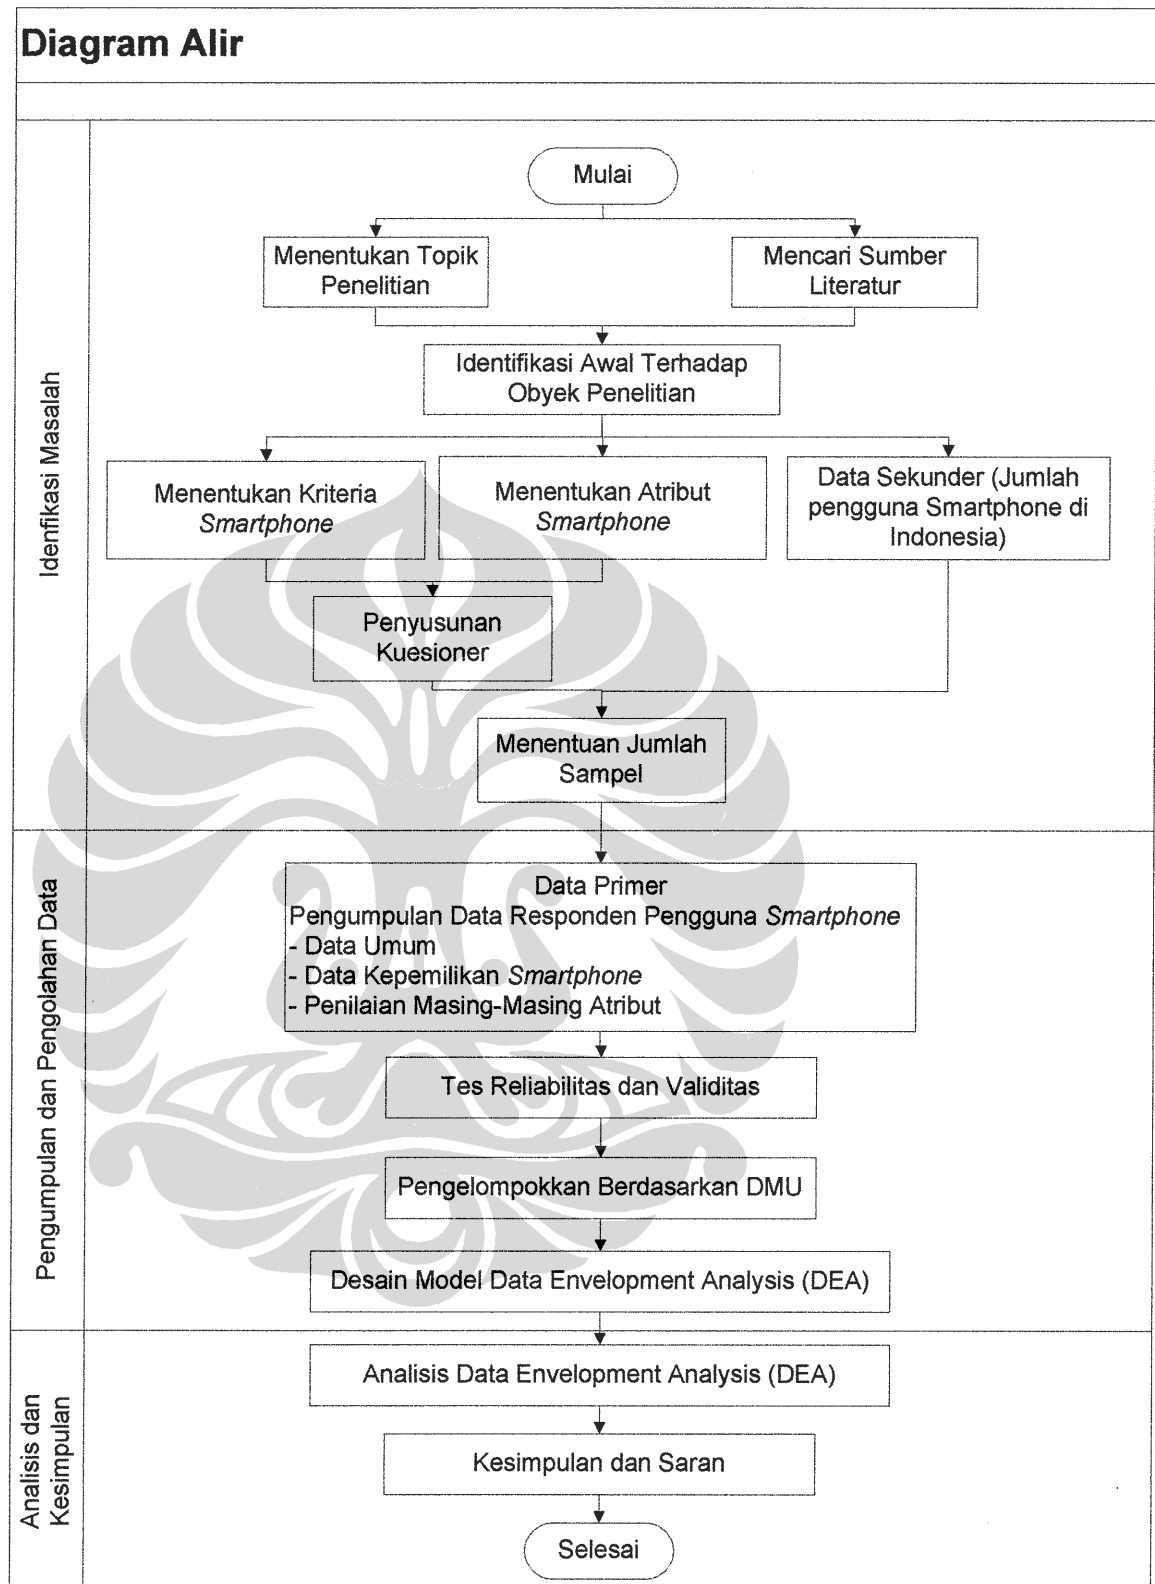 Diagram Alir
Idenfikasi Masalah
Mulai
Menentukan Topik
Penelitian
Mencari Sumber
Literatur
Identifikasi Awal Terhadap
Obyek Penelitian
Menentukan Kriteria
Smartphone
Menentukan Atribut
Smartphone
Data Sekunder (Jumlah
pengguna Smartphone di
Indonesia)
Penyusunan
Kuesioner
Menentuan Jumlah
Sampel
Pengumpulan dan Pengolahan Data
Data Primer
Pengumpulan Data Responden Pengguna Smartphone
- Data Umum
- Data Kepemilikan Smartphone
- Penilaian Masing-Masing Atribut
Tes Reliabilitas dan Validitas
Pengelompokkan Berdasarkan DMU
Desain Model Data Envelopment Analysis (DEA)
Analisis dan
Kesimpulan
Analisis Data Envelopment Analysis (DEA)
Kesimpulan dan Saran
Selesai